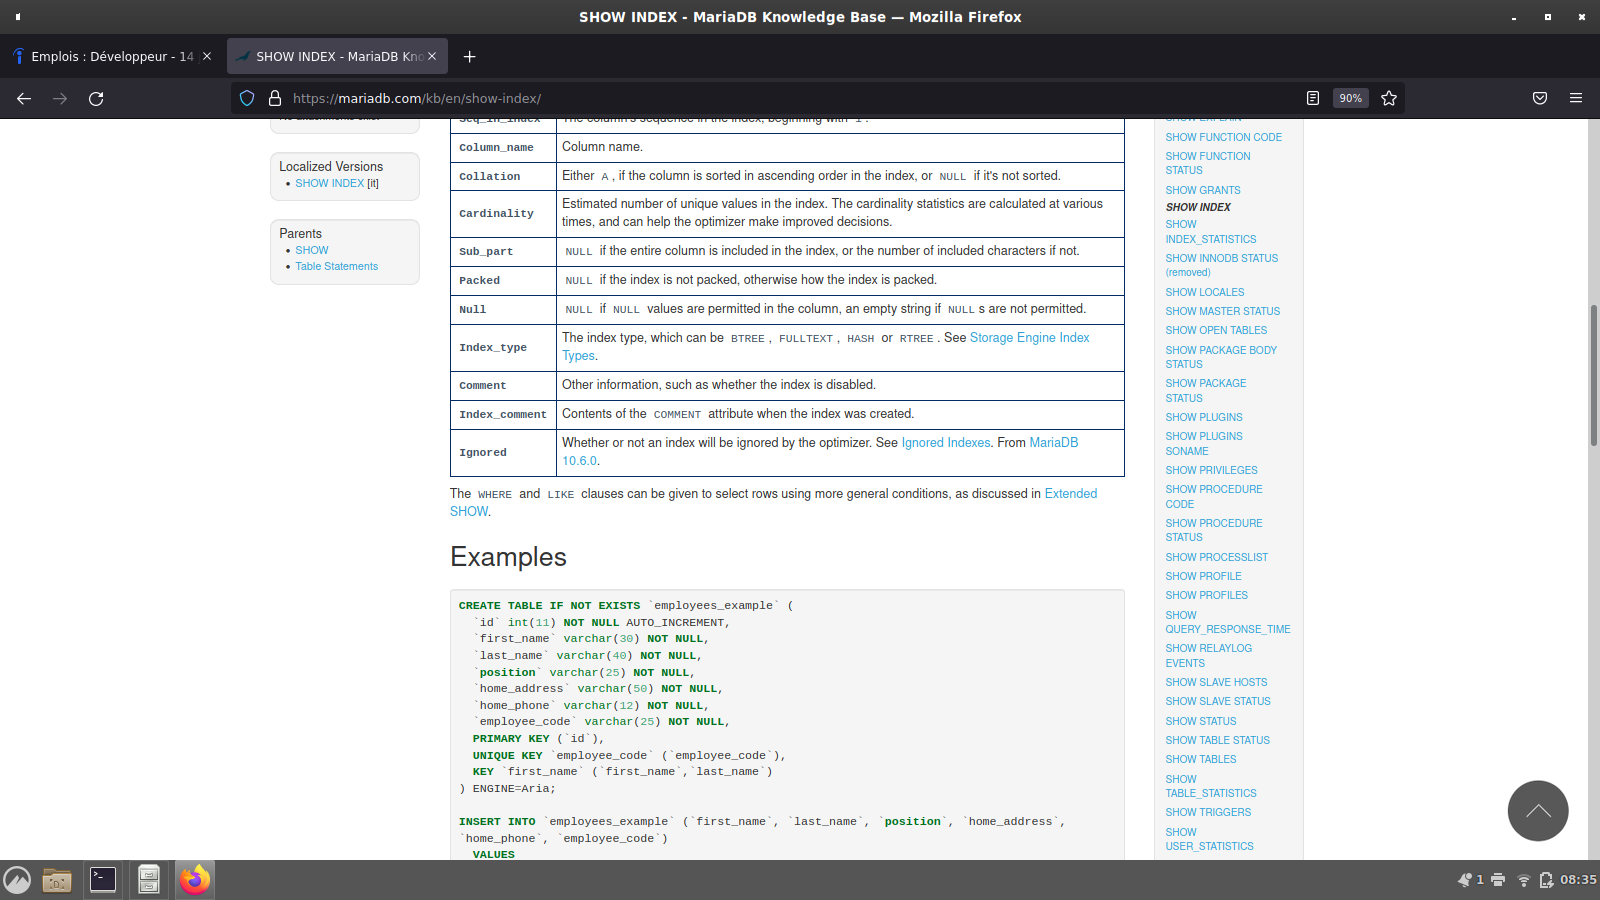 SHOW INDEX - MariaDB Knowledge Base — Mozilla Firefox
Emplois : Développeur - 14
SHOW INDEX - MariaDB Kno
https://mariadb.com/kb/en/show-index/
90%
Localized Versions
• SHOW INDEX [it]
Parents
• SHOW
• Table Statements
Seq_in_index The column's sequence in the index, beginning with 1.
Column_name Column name.
Collation Either A, if the column is sorted in ascending order in the index, or NULL if it's not sorted.
Cardinality Estimated number of unique values in the index. The cardinality statistics are calculated at various
times, and can help the optimizer make improved decisions.
Sub_part NULL if the entire column is included in the index, or the number of included characters if not.
Packed NULL if the index is not packed, otherwise how the index is packed.
Null NULL if NULL values are permitted in the column, an empty string if NULLs are not permitted.
Index_type The index type, which can be BTREE, FULLTEXT, HASH or RTREE. See Storage Engine Index
Types.
Comment Other information, such as whether the index is disabled.
Index_comment Contents of the COMMENT attribute when the index was created.
Ignored Whether or not an index will be ignored by the optimizer. See Ignored Indexes. From MariaDB
10.6.0.
The WHERE and LIKE clauses can be given to select rows using more general conditions, as discussed in Extended
SHOW.
Examples
CREATE TABLE IF NOT EXISTS `employees_example` (
`id` int(11) NOT NULL AUTO_INCREMENT,
`first_name` varchar(30) NOT NULL,
`last_name` varchar(40) NOT NULL,
`position` varchar(25) NOT NULL,
`home_address` varchar(50) NOT NULL,
`home_phone` varchar(12) NOT NULL,
`employee_code` varchar(25) NOT NULL,
PRIMARY KEY (`id`),
UNIQUE KEY `employee_code` (`employee_code`),
KEY `first_name` (`first_name`,`last_name`)
) ENGINE=Aria;
INSERT INTO `employees_example` (`first_name`, `last_name`, `position`, `home_address`,
`home_phone`, `employee_code`)
VALUES
SHOW EXPLAIN
SHOW FUNCTION CODE
SHOW FUNCTION
STATUS
SHOW GRANTS
SHOW INDEX
SHOW
INDEX_STATISTICS
SHOW INNODB STATUS
(removed)
SHOW LOCALES
SHOW MASTER STATUS
SHOW OPEN TABLES
SHOW PACKAGE BODY
STATUS
SHOW PACKAGE
STATUS
SHOW PLUGINS
SHOW PLUGINS
SONAME
SHOW PRIVILEGES
SHOW PROCEDURE
CODE
SHOW PROCEDURE
STATUS
SHOW PROCESSLIST
SHOW PROFILE
SHOW PROFILES
SHOW
QUERY_RESPONSE_TIME
SHOW RELAYLOG
EVENTS
SHOW SLAVE HOSTS
SHOW SLAVE STATUS
SHOW STATUS
SHOW TABLE STATUS
SHOW TABLES
SHOW
TABLE_STATISTICS
SHOW TRIGGERS
SHOW
USER_STATISTICS
1
08:35